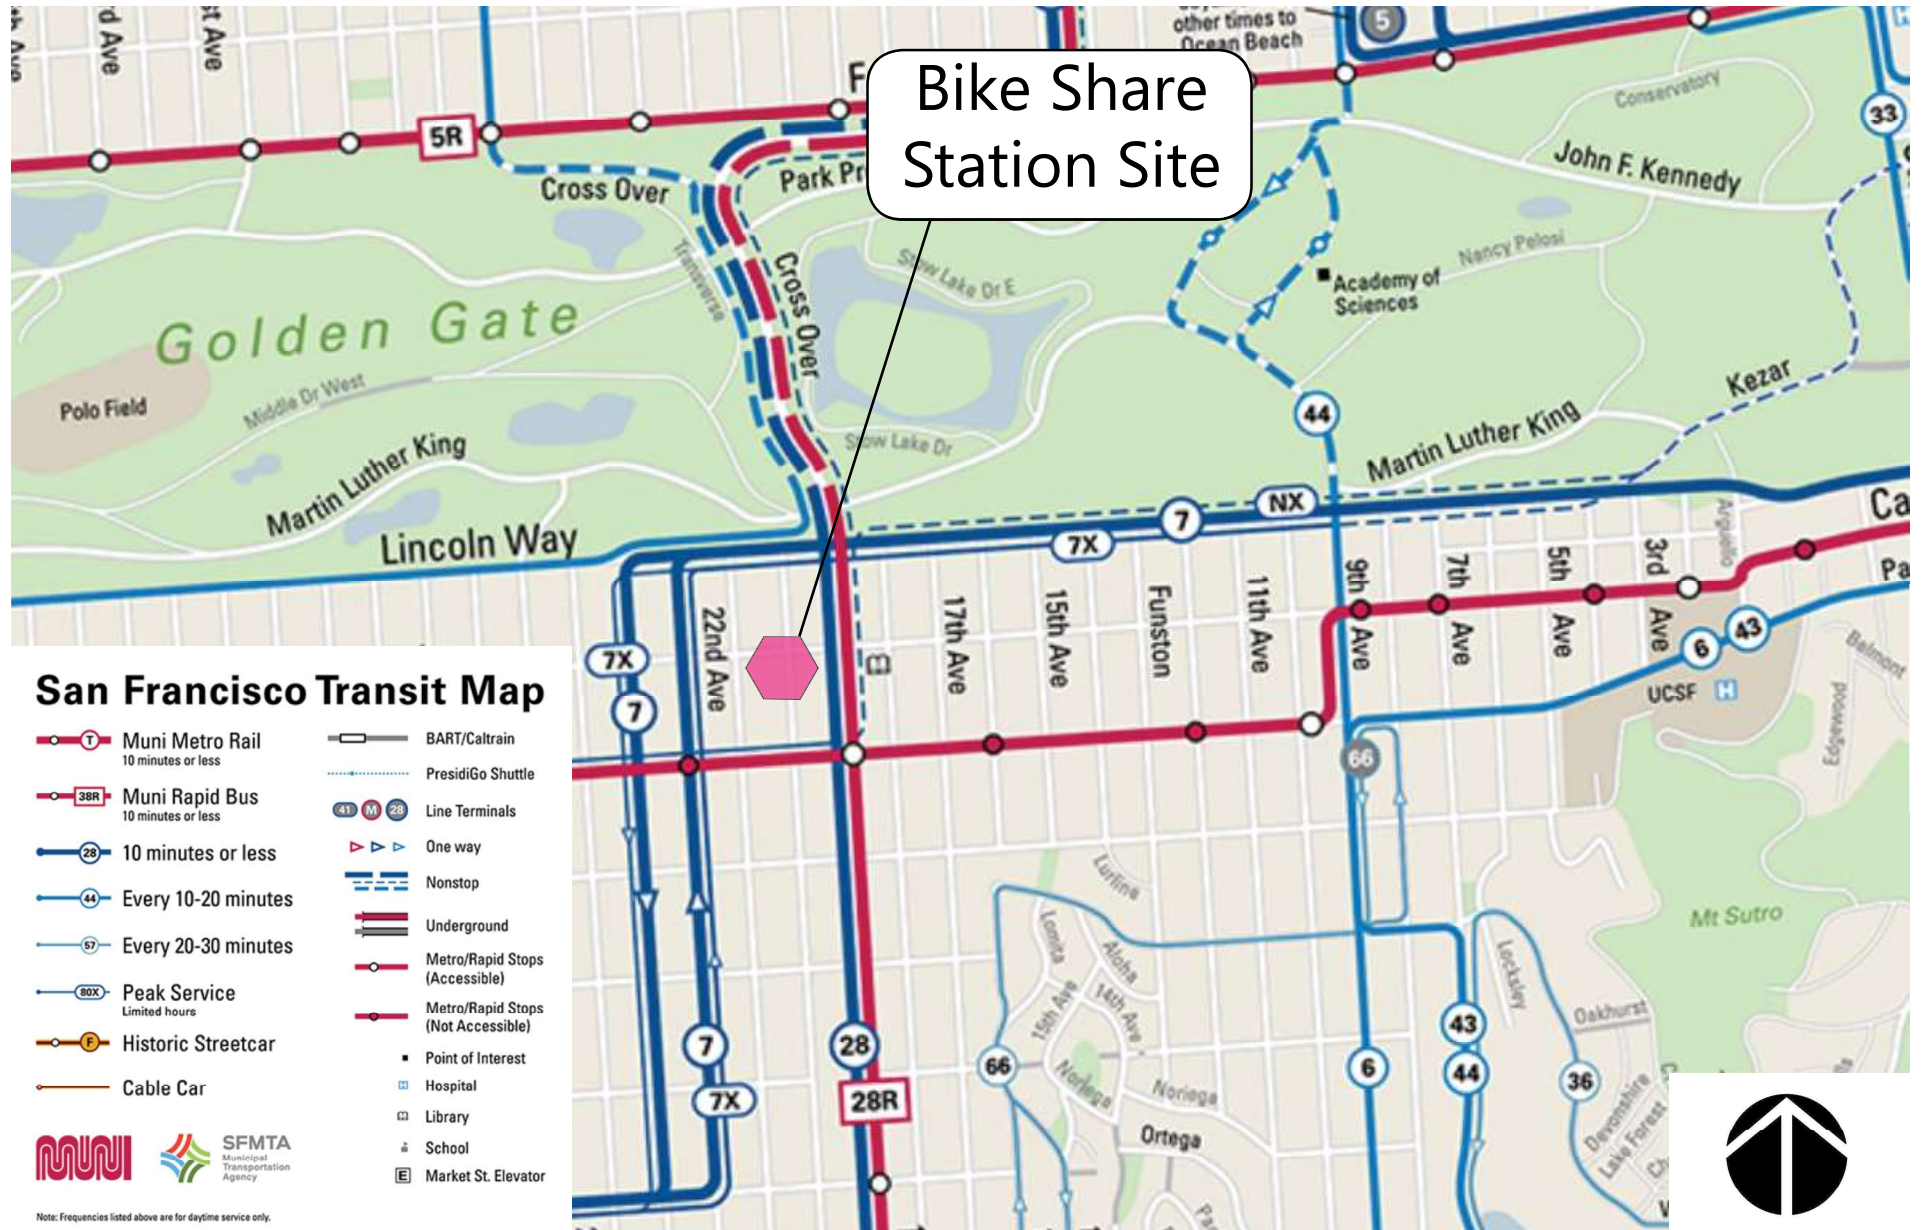 rd Ave
st Ave
other times to
Ocean Beach
5
Bike Share
Station Site
5R
F
33
Conservatory
John F. Kennedy
Cross Over
Park Pr
Transverse
Cross Over
Stow Lake Dr E
Nancy Pelosi
Academy of
Sciences
Golden Gate
Polo Field
Middle Dr West
Kezar
44
Martin Luther King
Stow Lake Dr
Martin Luther King
Lincoln Way
NX
7
7X
Arguello
Ca
Pa
22nd Ave
17th Ave
15th Ave
Funston
11th Ave
9th Ave
7th Ave
5th Ave
3rd Ave
7X
7
6
43
UCSF
H
Belmont
Edgewood
66
Mt Sutro
Lurline
Lomita
Aloha
15th Ave
14th Ave
Locksley
Oakhurst
Noriega
Noriega
Ortega
7
28
7X
28R
66
6
43
44
36
Devonshire
Lake Forest
San Francisco Transit Map
T
Muni Metro Rail
10 minutes or less
38R
Muni Rapid Bus
10 minutes or less
28
10 minutes or less
44
Every 10-20 minutes
57
Every 20-30 minutes
80X
Peak Service
Limited hours
F
Historic Streetcar
Cable Car
BART/Caltrain
PresidiGo Shuttle
41 M 28
Line Terminals
One way
Nonstop
Underground
Metro/Rapid Stops
(Accessible)
Metro/Rapid Stops
(Not Accessible)
Point of Interest
H
Hospital
Library
School
E
Market St. Elevator
muni
SFMTA
Municipal
Transportation
Agency
Note: Frequencies listed above are for daytime service only.